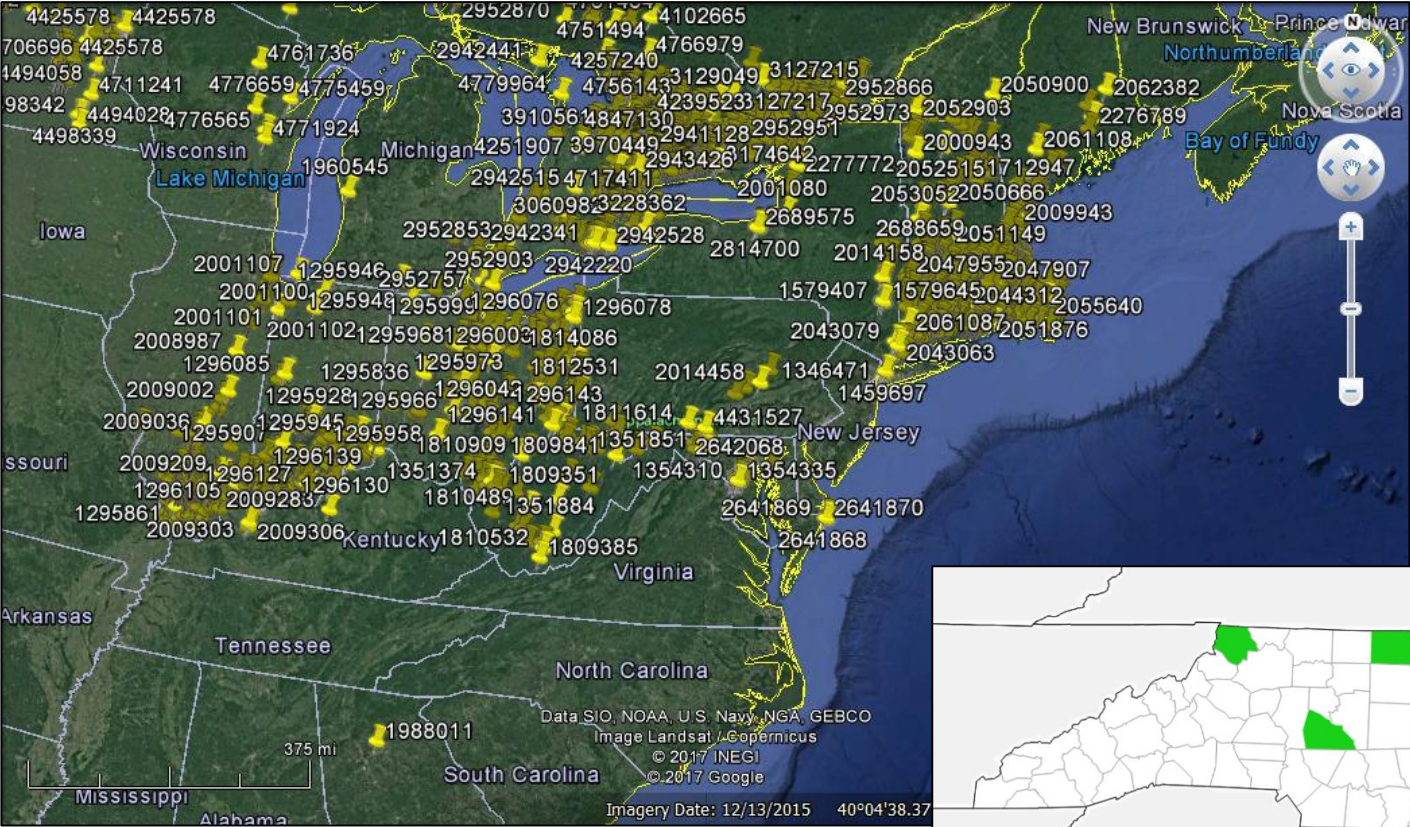 4425578 4425578 2952870 4102665
4751494 New Brunswick Prince
706696 4425578 4761736 2942441 4766979
4257240 Northumberland
4494058 4711241 4776659 4775459 4779964 4756143 3129049 3127215 2952866 2050900 2062382
98342 4494028 4776565 3910561 4847130 4239523 3127217 2952973 2052903 2276789 Nova Scotia
4498339 4771924 2941128 2952951
Wisconsin Michigan 4251907 3970449 2000943 2061108 Bay of Fundy
1960545 2943426 3174642 2277772 2052515 1712947
Lake Michigan 2942515 4717411 2001080 2053052 2050666
3060982 3228362 2009943
Iowa 2952853 2942341 2942528 2689575 2688659 2051149
2814700 2014158
2001107 1295946 2952903 2942220 2047955 2047907
2952757
2001100 1295948 1295999 1296076 1296078 1579407 1579645 2044312 2055640
2001101 2061087
2008987 2001102 1295968 1296003 1814086 2043079 2051876
1296085 1295836 1295973 1812531 2014458 1346471 2043063
2009002 1295928 1295966 1296042 1296143 1459697
2009036 1295945 1296141 1811614 4431527
1295907 1295958 1810909 1809841 1351851 2642068 New Jersey
2009209 1296139
issouri 1296127 1351374 1809351 1354310 1354335
1296105 2009283 1296130 1810489 1351884
1295861 2641869 2641870
2009303 2009306 Kentucky 1810532 1809385 2641868
Virginia
Arkansas
Tennessee
North Carolina
Data SIO, NOAA, U.S. Navy, NGA, GEBCO
1988011
Image Landsat / Copernicus
375 mi
© 2017 INEGI
South Carolina © 2017 Google
Mississippi
Alabama
Imagery Date: 12/13/2015 40°04'38.37
N